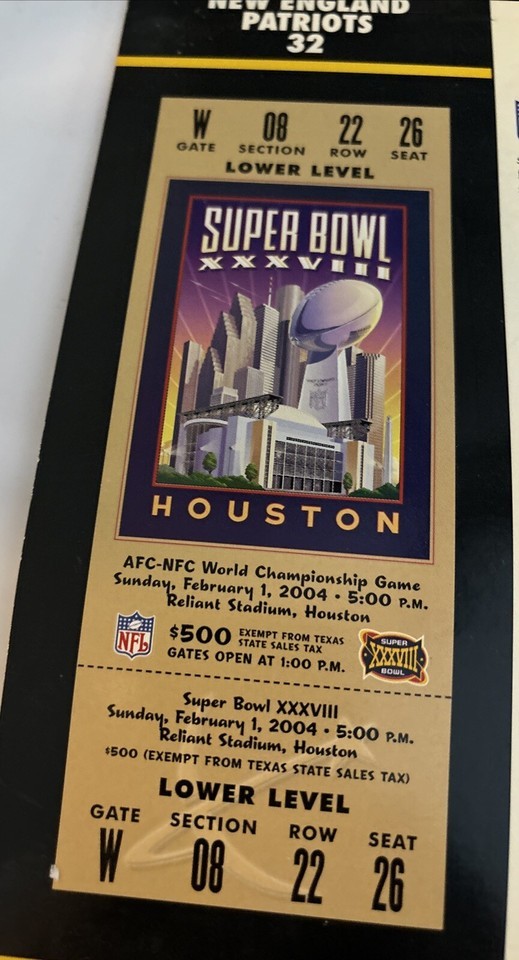 NEW ENGLAND
PATRIOTS
32
W 08 22 26
GATE SECTION ROW SEAT
LOWER LEVEL
SUPER BOWL
XXXVIII
HOUSTON
AFC-NFC World Championship Game
Sunday, February 1, 2004 • 5:00 P.M.
Reliant Stadium, Houston
NFL
$500 EXEMPT FROM TEXAS
STATE SALES TAX
GATES OPEN AT 1:00 P.M.
SUPER
XXXVIII
BOWL
Super Bowl XXXVIII
Sunday, February 1, 2004 • 5:00 P.M.
Reliant Stadium, Houston
$500 (EXEMPT FROM TEXAS STATE SALES TAX)
LOWER LEVEL
GATE SECTION ROW SEAT
W 08 22 26